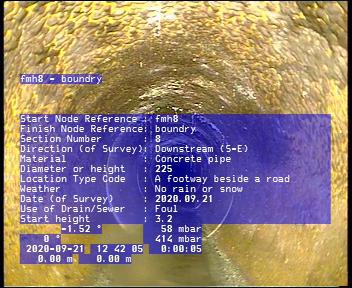 fmh8 - boundry
Start Node Reference : fmh8
Finish Node Reference: boundry
Section Number : 8
Direction (of Survey): Downstream (S-E)
Material : Concrete pipe
Diameter or height : 225
Location Type Code : A footway beside a road
Weather : No rain or snow
Date (of Survey) : 2020.09.21
Use of Drain/Sewer : Foul
Start height : 3.2
-1.52 ° 58 mbar
0 ° 414 mbar
2020-09-21 12 42 05 0:00:05
0.00 m. 0.00 m